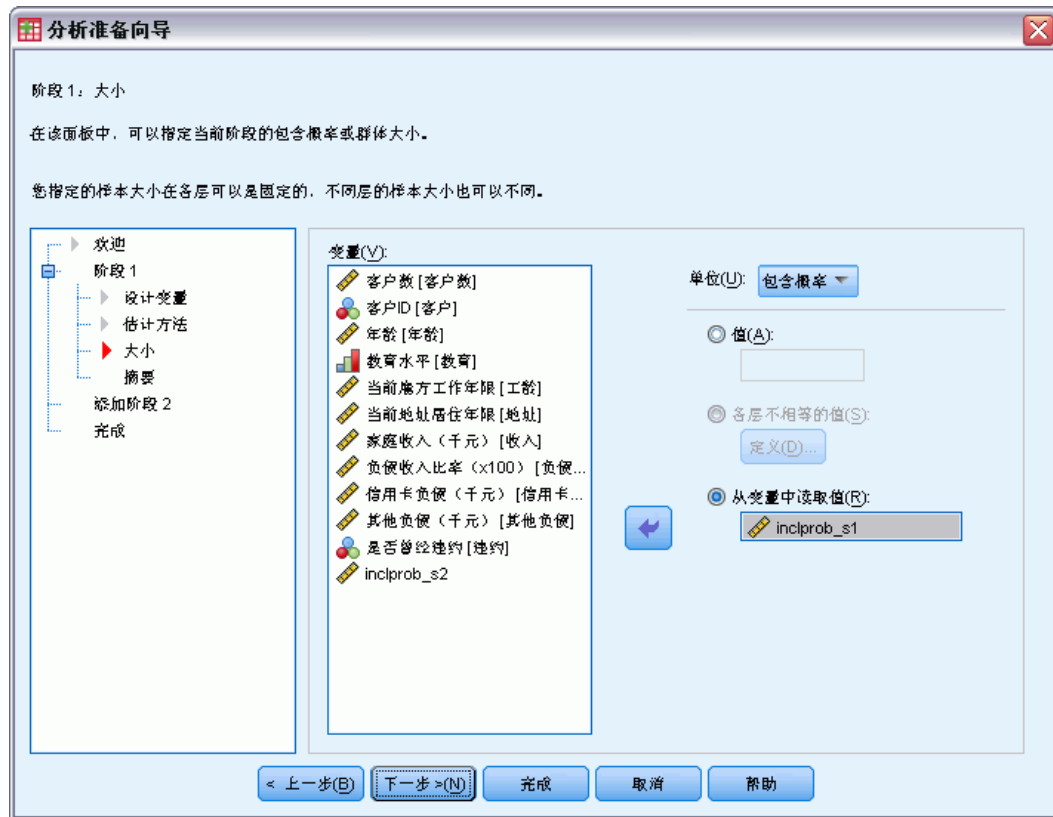 分析准备向导
阶段 1：大小
在该面板中，可以指定当前阶段的包含概率或群体大小。
您指定的样本大小在各层可以是固定的，不同层的样本大小也可以不同。
欢迎
阶段 1
设计变量
估计方法
大小
摘要
添加阶段 2
完成
变量(V):
客户数 [客户数]
客户ID [客户]
年龄 [年龄]
教育水平 [教育]
当前雇方工作年限 [工龄]
当前地址居住年限 [地址]
家庭收入（千元） [收入]
负债收入比率（x100） [负债...
信用卡负债（千元） [信用卡...
其他负债（千元） [其他负债]
是否曾经违约 [违约]
inclprob_s2
单位(U): 包含概率
值(A):
各层不相等的值(S):
定义(D)...
从变量中读取值(R):
inclprob_s1
< 上一步(B) 下一步 >(N) 完成 取消 帮助